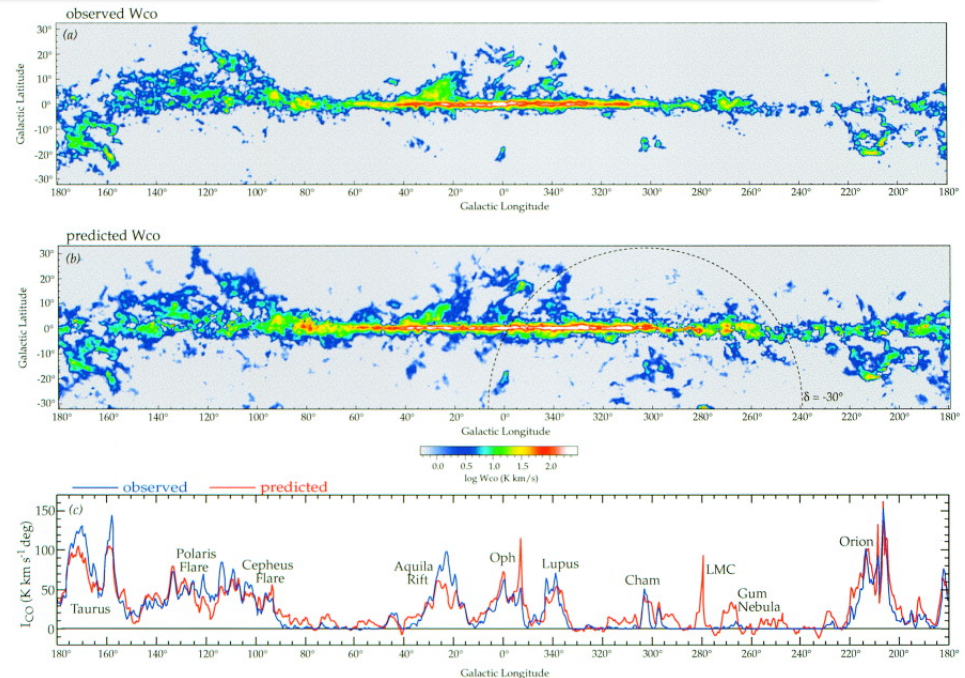 observed Wco
(a)
30°
20°
10°
0°
-10°
-20°
-30°
Galactic Latitude
180° 160° 140° 120° 100° 80° 60° 40° 20° 0° 340° 320° 300° 280° 260° 240° 220° 200° 180°
Galactic Longitude
predicted Wco
(b)
30°
20°
10°
0°
-10°
-20°
-30°
Galactic Latitude
δ = -30°
180° 160° 140° 120° 100° 80° 60° 40° 20° 0° 340° 320° 300° 280° 260° 240° 220° 200° 180°
Galactic Longitude
0.0 0.5 1.0 1.5 2.0
log Wco (K km/s)
observed predicted
(c)
150
100
50
0
ICO (K km s-1 deg)
Taurus
Polaris
Flare
Cepheus
Flare
Aquila
Rift
Oph
Lupus
Cham
LMC
Gum
Nebula
Orion
180° 160° 140° 120° 100° 80° 60° 40° 20° 0° 340° 320° 300° 280° 260° 240° 220° 200° 180°
Galactic Longitude